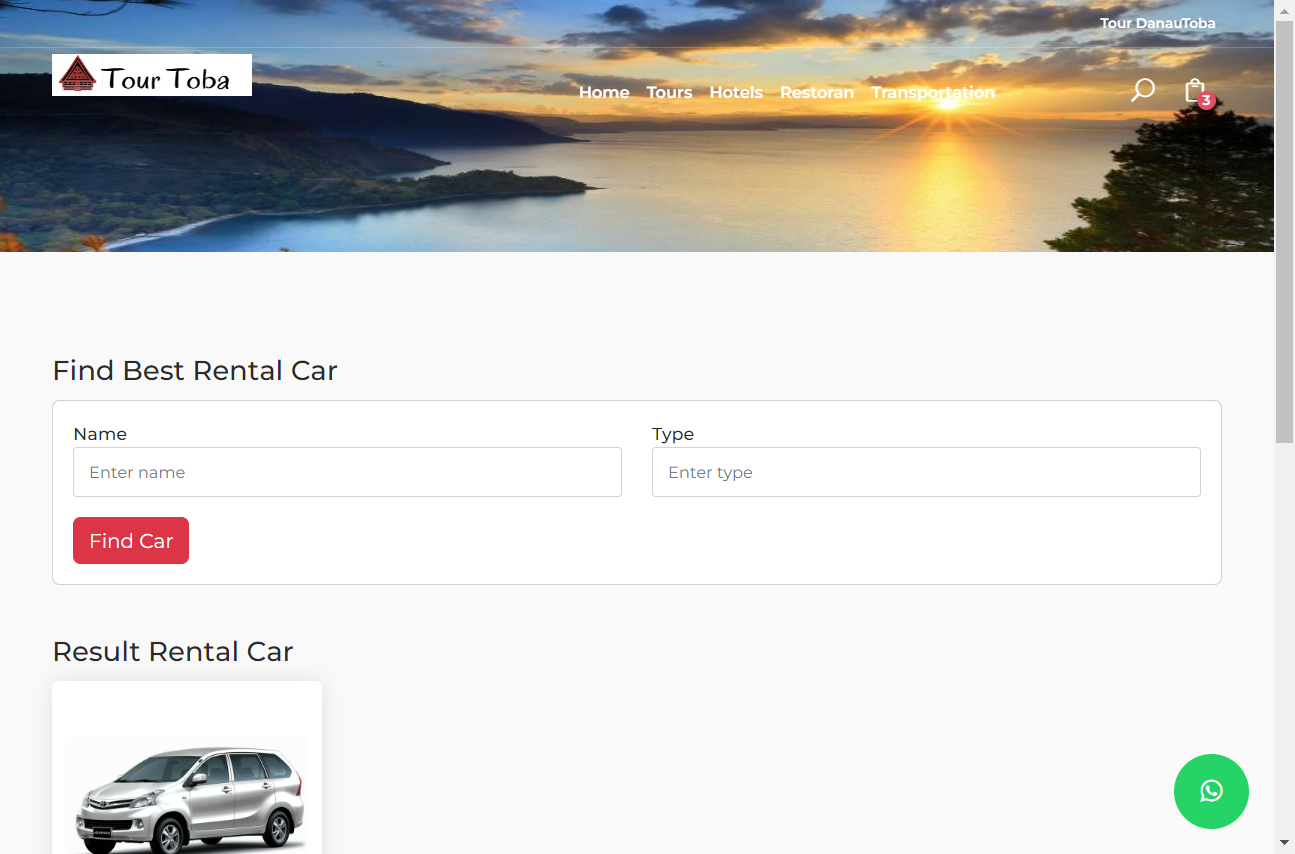 Tour DanauToba
Tour Toba
Home Tours Hotels Restoran Transportation
3
Find Best Rental Car
Name Type
Enter name Enter type
Find Car
Result Rental Car